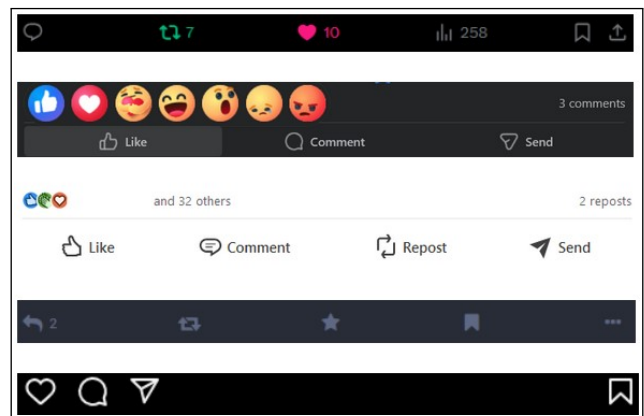 7 10 258
3 comments
Like Comment Send
and 32 others 2 reposts
Like Comment Repost Send
2